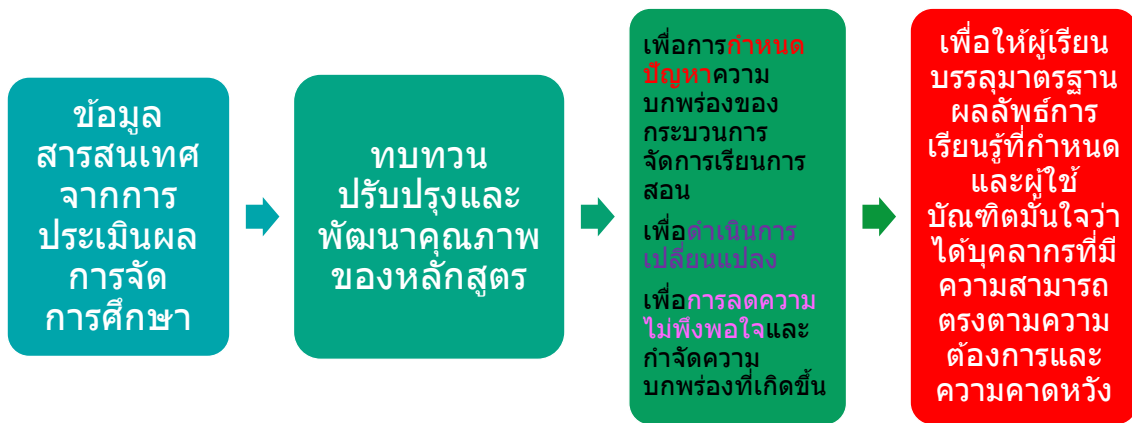 ข้อมูล
สารสนเทศ
จากการ
ประเมินผล
การจัด
การศึกษา
ทบทวน
ปรับปรุงและ
พัฒนาคุณภาพ
ของหลักสูตร
เพื่อการกำหนด
ปัญหาความ
บกพร่องของ
กระบวนการ
จัดการเรียนการ
สอน
เพื่อดำเนินการ
เปลี่ยนแปลง
เพื่อการลดความ
ไม่พึงพอใจและ
กำจัดความ
บกพร่องที่เกิดขึ้น
เพื่อให้ผู้เรียน
บรรลุมาตรฐาน
ผลลัพธ์การ
เรียนรู้ที่กำหนด
และผู้ใช้
บัณฑิตมั่นใจว่า
ได้บุคลากรที่มี
ความสามารถ
ตรงตามความ
ต้องการและ
ความคาดหวัง